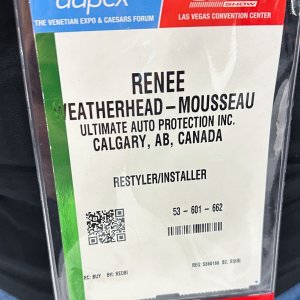 aapex
SHOW
THE VENETIAN EXPO & CAESARS FORUM
LAS VEGAS CONVENTION CENTER
RENEE
WEATHERHEAD-MOUSSEAU
ULTIMATE AUTO PROTECTION INC.
CALGARY, AB, CANADA
RESTYLER/INSTALLER
53 - 601 - 662